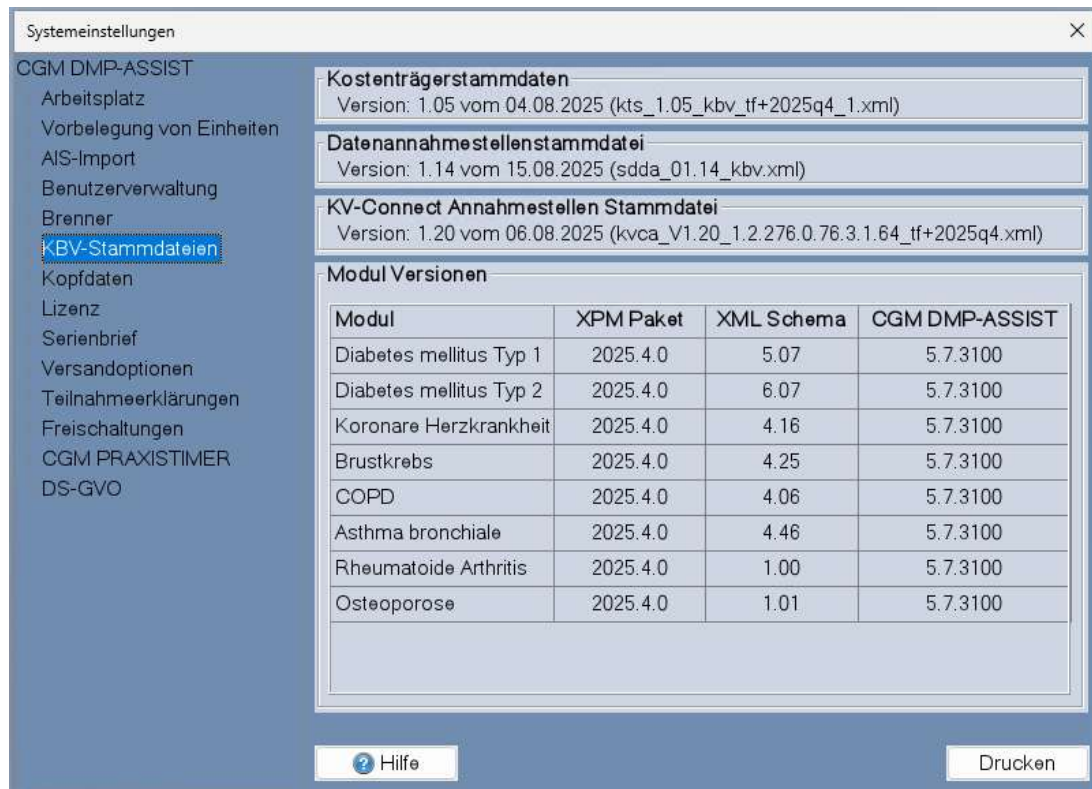 Systemeinstellungen
CGM DMP-ASSIST
Arbeitsplatz
Vorbelegung von Einheiten
AIS-Import
Benutzerverwaltung
Brenner
KBV-Stammdateien
Kopfdaten
Lizenz
Serienbrief
Versandoptionen
Teilnahmeerklärungen
Freischaltungen
CGM PRAXISTIMER
DS-GVO
Kostenträgerstammdaten
Version: 1.05 vom 04.08.2025 (kts_1.05_kbv_tf+2025q4_1.xml)
Datenannahmestellenstammdatei
Version: 1.14 vom 15.08.2025 (sdda_01.14_kbv.xml)
KV-Connect Annahmestellen Stammdatei
Version: 1.20 vom 06.08.2025 (kvca_V1.20_1.2.276.0.76.3.1.64_tf+2025q4.xml)
Modul Versionen
Modul XPM Paket XML Schema CGM DMP-ASSIST
Diabetes mellitus Typ 1 2025.4.0 5.07 5.7.3100
Diabetes mellitus Typ 2 2025.4.0 6.07 5.7.3100
Koronare Herzkrankheit 2025.4.0 4.16 5.7.3100
Brustkrebs 2025.4.0 4.25 5.7.3100
COPD 2025.4.0 4.06 5.7.3100
Asthma bronchiale 2025.4.0 4.46 5.7.3100
Rheumatoide Arthritis 2025.4.0 1.00 5.7.3100
Osteoporose 2025.4.0 1.01 5.7.3100
Hilfe Drucken